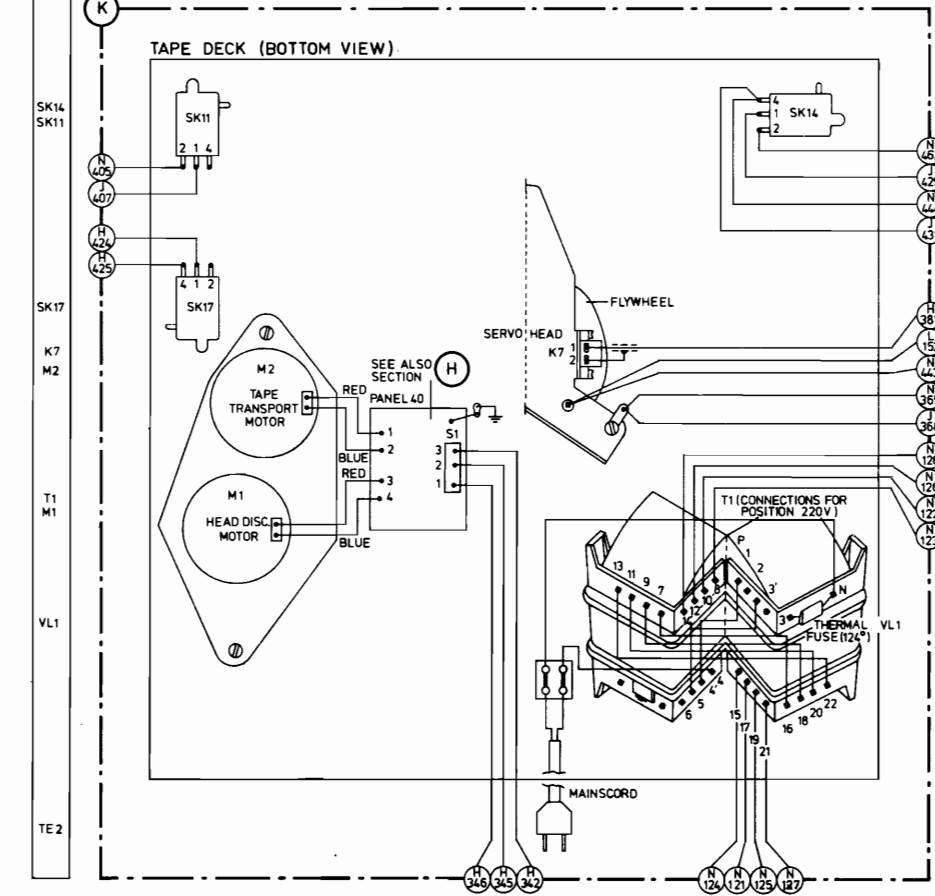 K
TAPE DECK (BOTTOM VIEW)
SK14
SK11
SK17
K7
M2
T1
M1
VL1
TE2
SK11
2 1 4
N
405
J
407
H
424
H
425
4 1 2
SK17
4
1
2
SK14
FLYWHEEL
SERVO HEAD
K7
1
2
M2
TAPE
TRANSPORT
MOTOR
RED
BLUE
M1
HEAD DISC
MOTOR
RED
BLUE
SEE ALSO
SECTION
H
PANEL 40
1
2
3
4
S1
3
2
1
T1 (CONNECTIONS FOR
POSITION 220V)
P
1
2
3'
3
N
13
11
9
7
12
10
8
THERMAL VL1
FUSE (124°)
6
5
4'
4
15
17
19
21
16
18
20
22
MAINSCORD
H
346
H
345
H
342
N
124
N
121
N
125
N
127